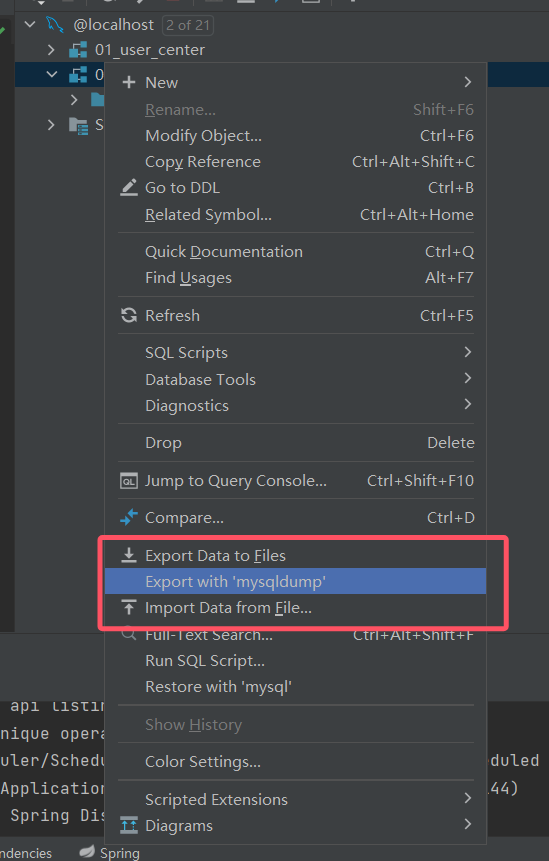 @localhost 2 of 21
01_user_center
0
S
New
Rename... Shift+F6
Modify Object... Ctrl+F6
Copy Reference Ctrl+Alt+Shift+C
Go to DDL Ctrl+B
Related Symbol... Ctrl+Alt+Home
Quick Documentation Ctrl+Q
Find Usages Alt+F7
Refresh Ctrl+F5
SQL Scripts
Database Tools
Diagnostics
Drop Delete
QL Jump to Query Console... Ctrl+Shift+F10
Compare... Ctrl+D
Export Data to Files
Export with 'mysqldump'
Import Data from File...
Full-Text Search... Ctrl+Alt+Shift+F
Run SQL Script...
Restore with 'mysql'
api listin
Show History
nique opera
Color Settings...
uler/Schedu eduled
Application 44)
Scripted Extensions
Spring Dis
Diagrams
ndencies Spring